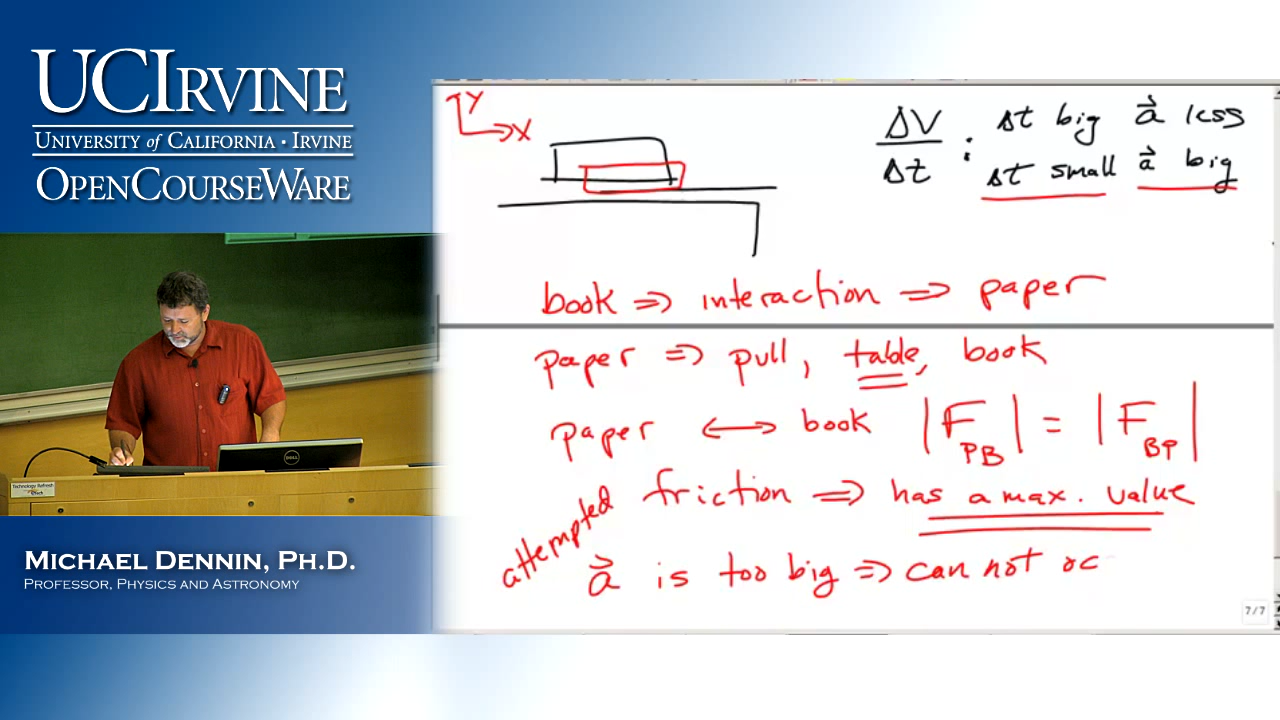 UCIRVINE
UNIVERSITY of CALIFORNIA · IRVINE
OPENCOURSEWARE
DELL
MICHAEL DENNIN, PH.D.
PROFESSOR, PHYSICS AND ASTRONOMY
Y
X
ΔV
Δt
: Δt big a⃗ less
Δt small a⃗ big
book ⇒ interaction ⇒ paper
paper ⇒ pull, table, book
paper ↔ book |F_PB| = |F_BP|
friction ⇒ has a max. value
attempted
a⃗ is too big ⇒ can not oc
7/7